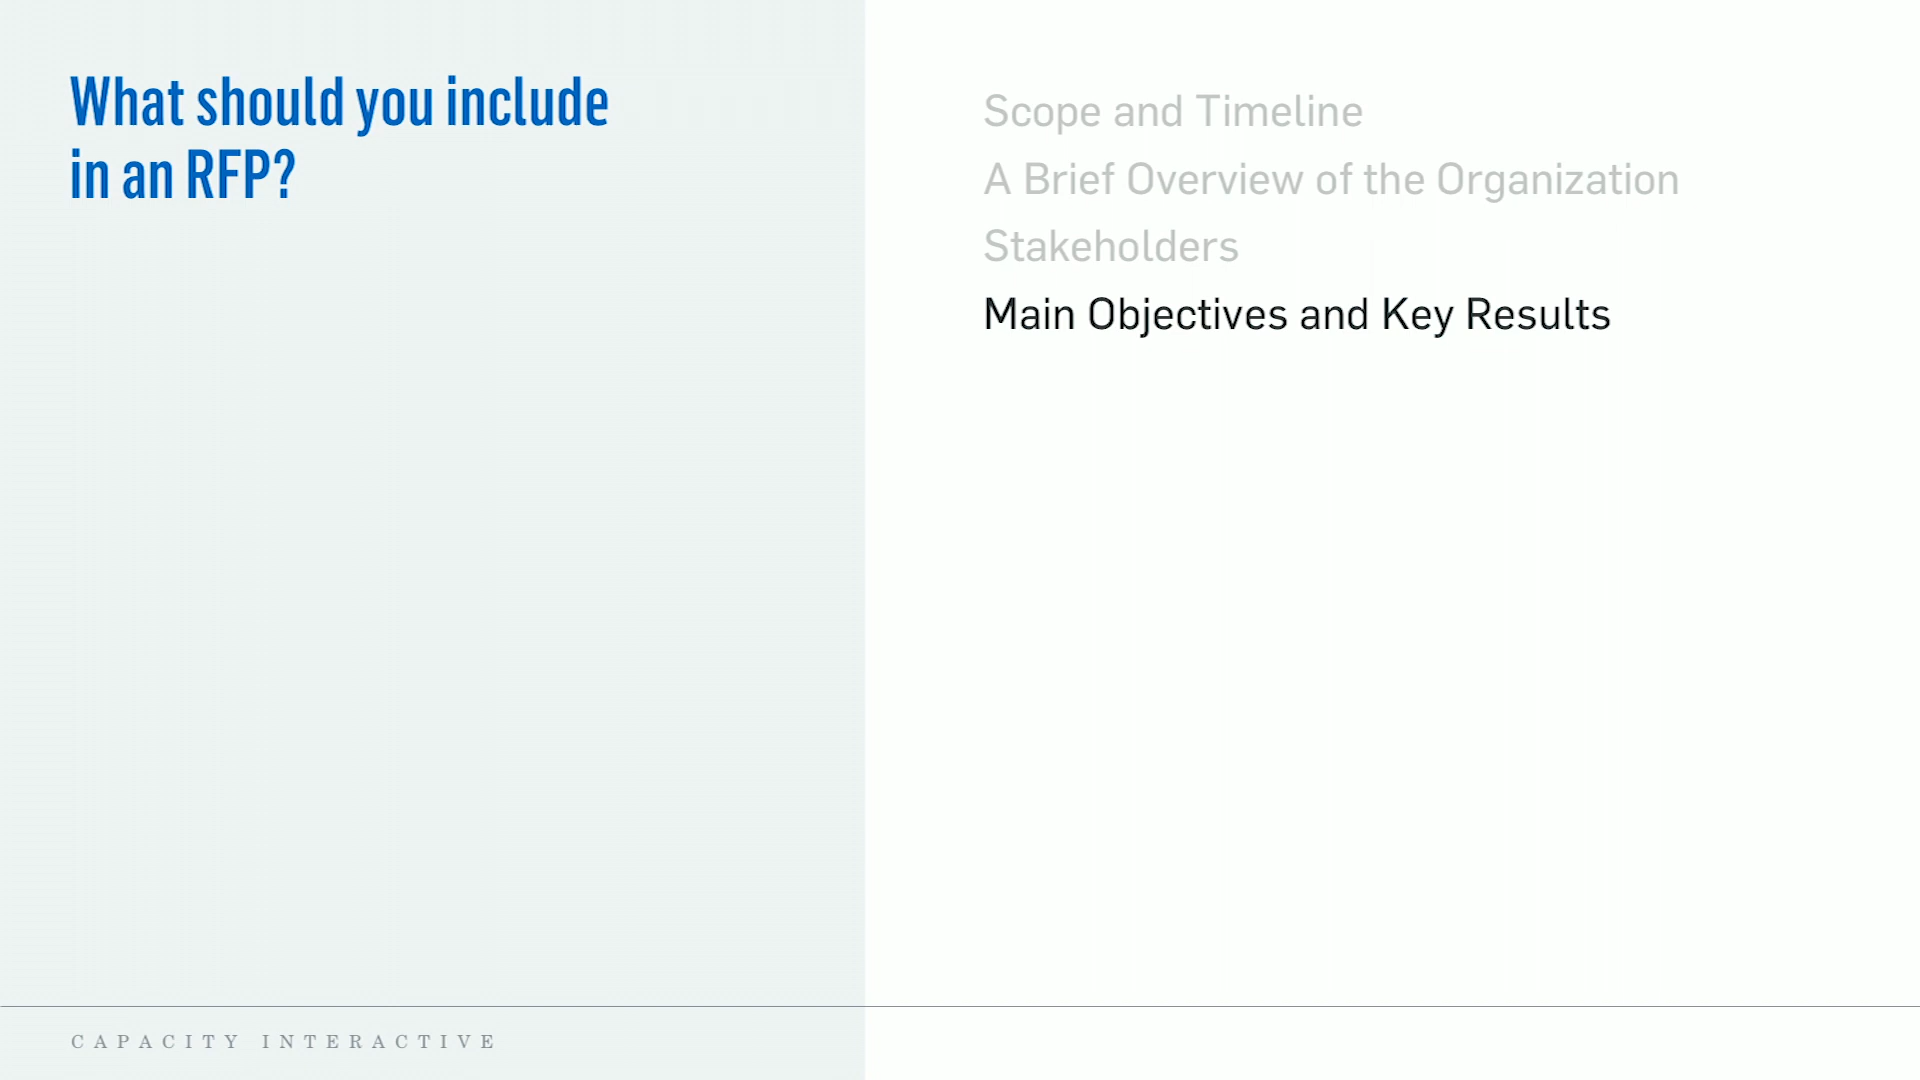 What should you include
in an RFP?
Scope and Timeline
A Brief Overview of the Organization
Stakeholders
Main Objectives and Key Results
CAPACITY INTERACTIVE